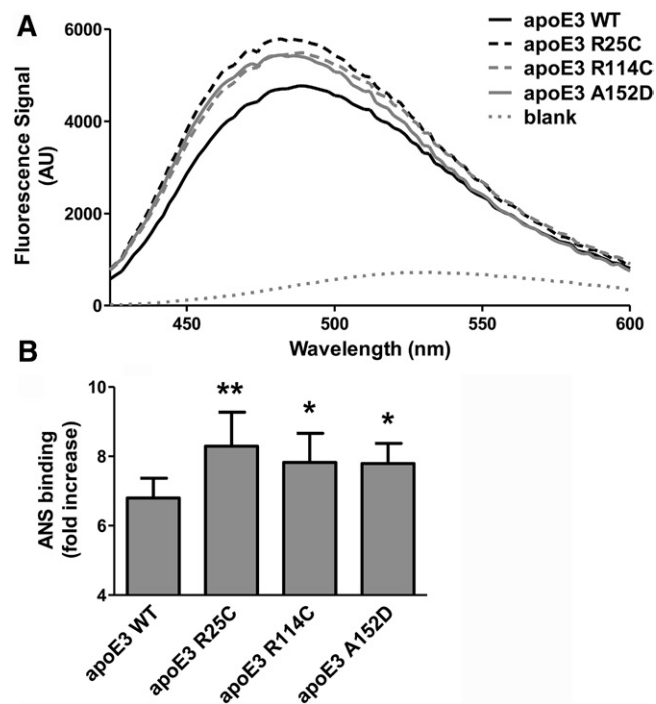 A
6000
4000
2000
0
Fluorescence Signal
(AU)
450
500
550
600
Wavelength (nm)
apoE3 WT
apoE3 R25C
apoE3 R114C
apoE3 A152D
blank
B
10
8
6
4
ANS binding
(fold increase)
**
*
*
apoE3 WT
apoE3 R25C
apoE3 R114C
apoE3 A152D